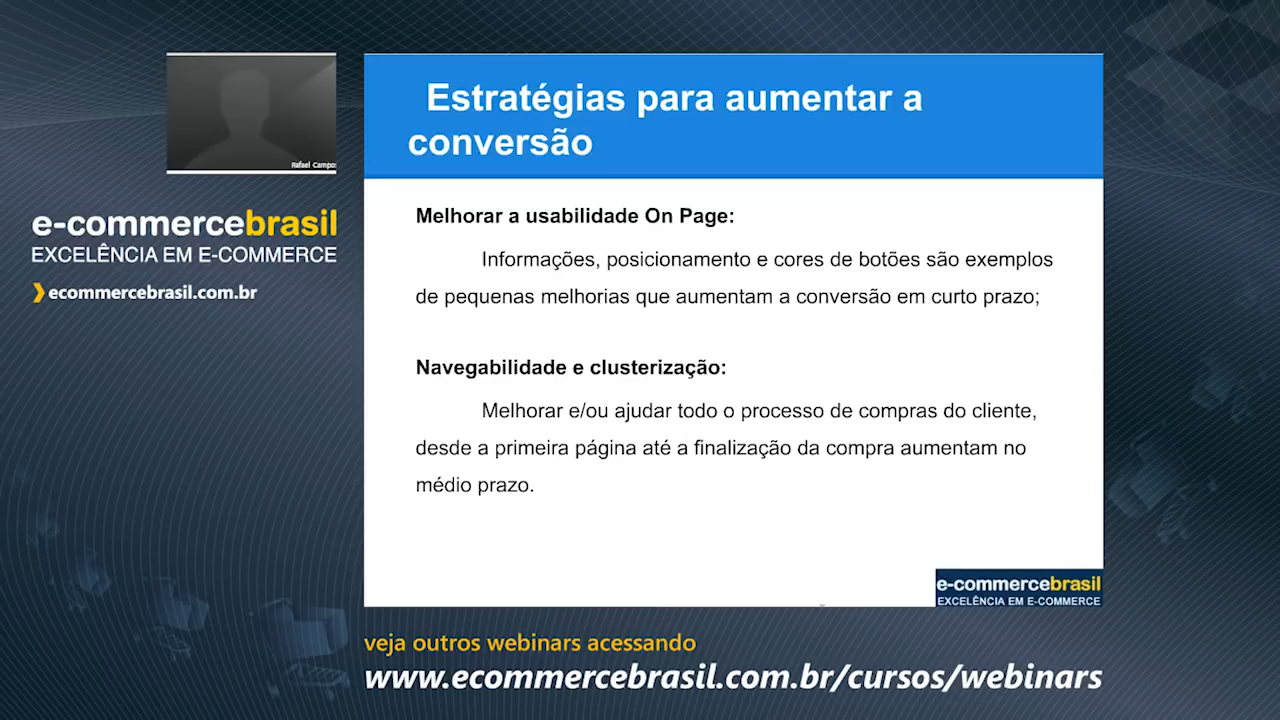 Rafael Campos
e-commercebrasil
EXCELÊNCIA EM E-COMMERCE
ecommercebrasil.com.br
Estratégias para aumentar a
conversão
Melhorar a usabilidade On Page:
Informações, posicionamento e cores de botões são exemplos
de pequenas melhorias que aumentam a conversão em curto prazo;
Navegabilidade e clusterização:
Melhorar e/ou ajudar todo o processo de compras do cliente,
desde a primeira página até a finalização da compra aumentam no
médio prazo.
e-commercebrasil
EXCELÊNCIA EM E-COMMERCE
veja outros webinars acessando
www.ecommercebrasil.com.br/cursos/webinars